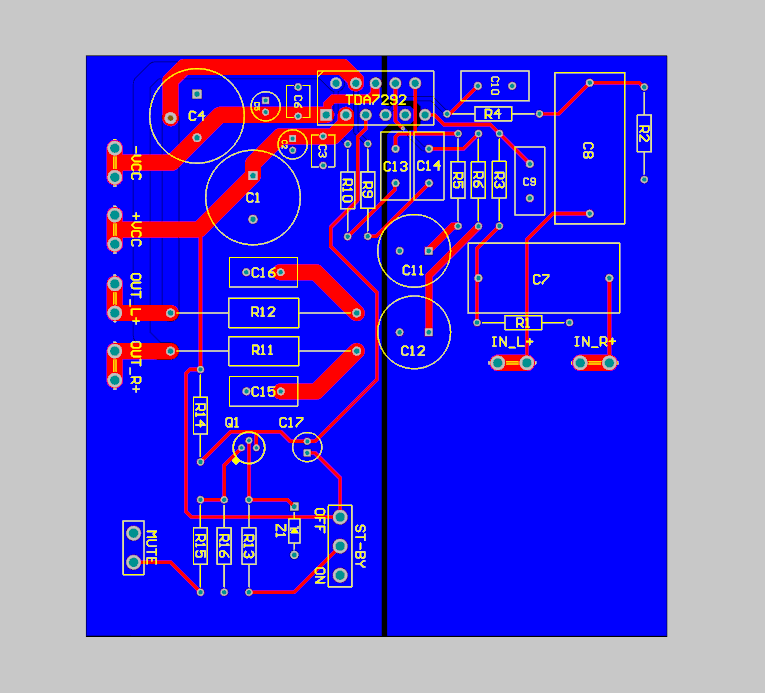 C10
TDA7292
C6
C5
C4
R4
R2
C2
C3
C8
-VCC
C13
C14
R5
R6
R3
C9
R10
R9
C1
+VCC
C16
C11
C7
OUT_L+
R12
R1
IN_L+
IN_R+
OUT_R+
R11
C12
C15
R14
Q1
C17
OFF
Z1
ST-BY
MUTE
R15
R16
R13
ON